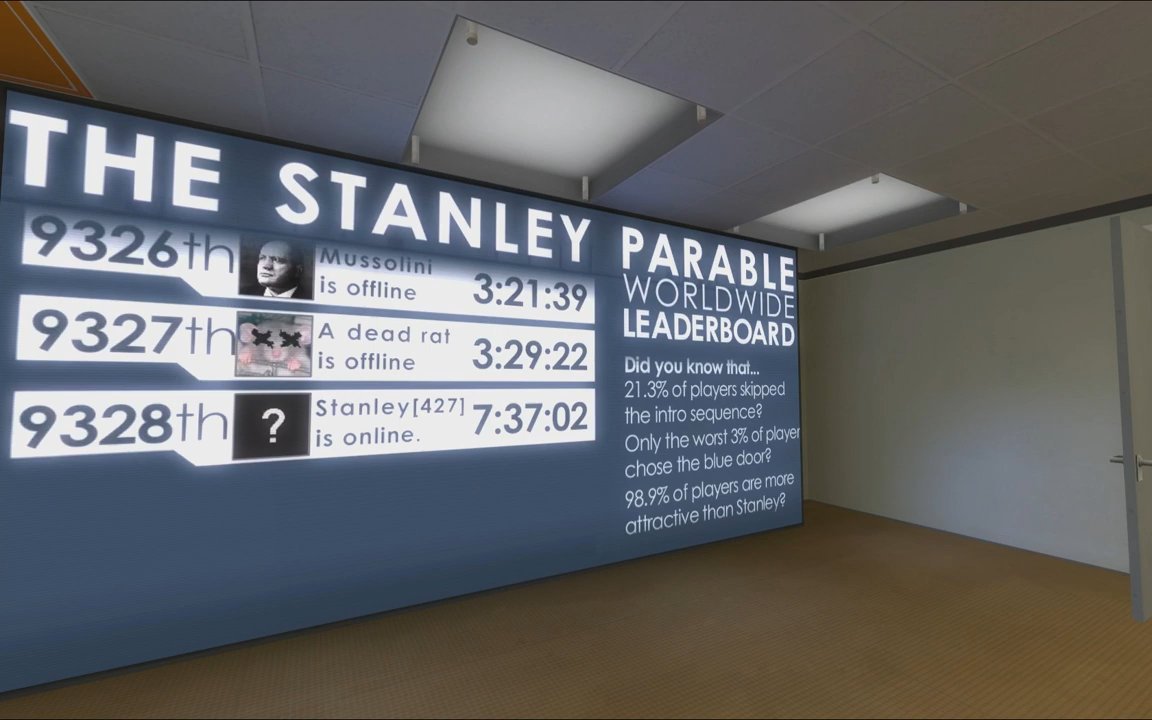 THE STANLEY PARABLE
WORLDWIDE
LEADERBOARD
9326th
Mussolini
is offline
3:21:39
9327th
A dead rat
is offline
3:29:22
9328th
?
Stanley[427]
is online.
7:37:02
Did you know that...
21.3% of players skipped
the intro sequence?
Only the worst 3% of player
chose the blue door?
98.9% of players are more
attractive than Stanley?